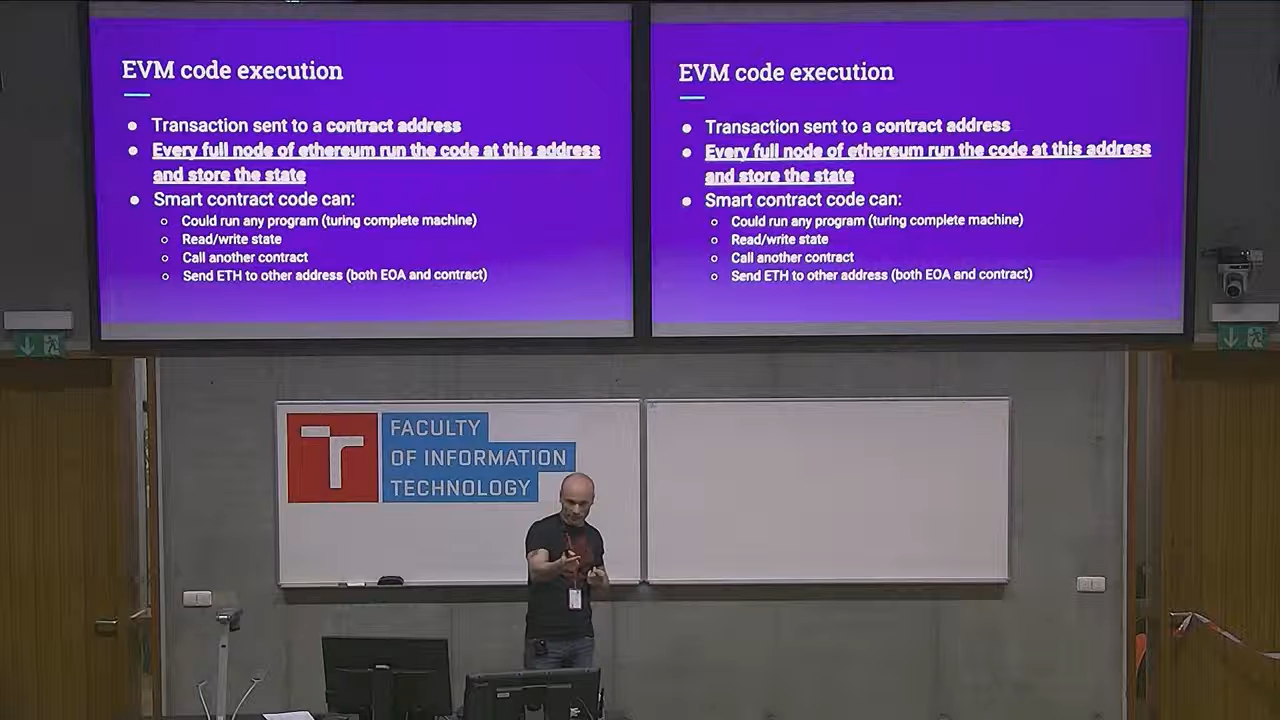 EVM code execution
Transaction sent to a contract address
Every full node of ethereum run the code at this address
and store the state
Smart contract code can:
Could run any program (turing complete machine)
Read/write state
Call another contract
Send ETH to other address (both EOA and contract)
EVM code execution
Transaction sent to a contract address
Every full node of ethereum run the code at this address
and store the state
Smart contract code can:
Could run any program (turing complete machine)
Read/write state
Call another contract
Send ETH to other address (both EOA and contract)
T
FACULTY
OF INFORMATION
TECHNOLOGY